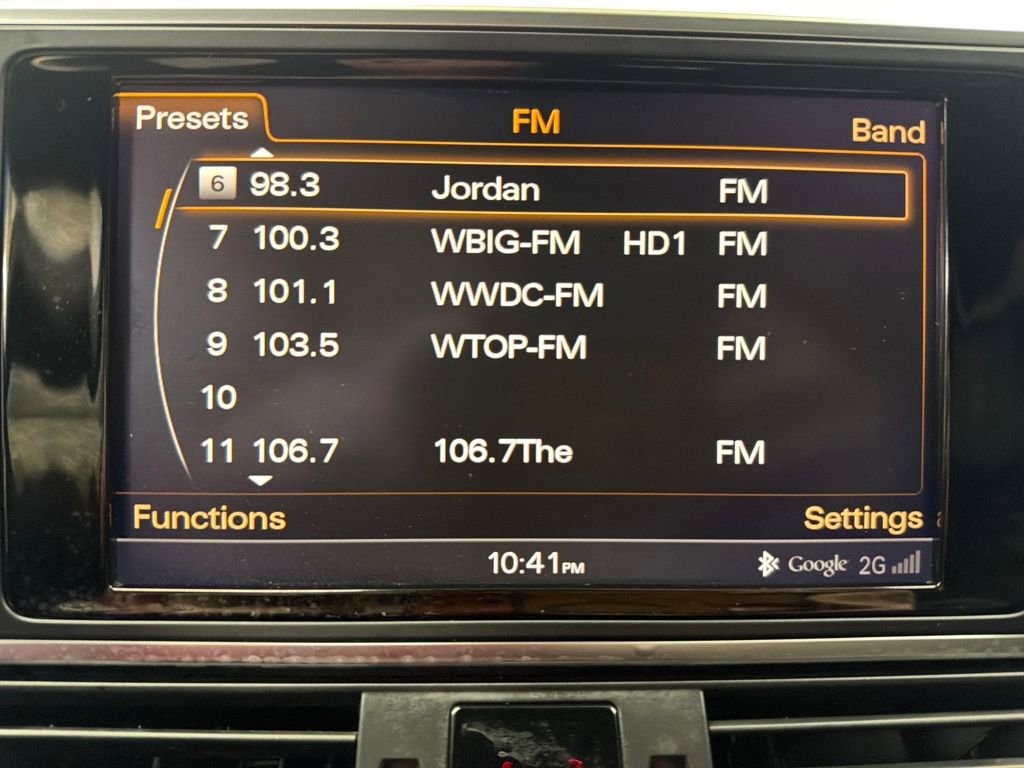 Presets FM Band
6 98.3 Jordan FM
7 100.3 WBIG-FM HD1 FM
8 101.1 WWDC-FM FM
9 103.5 WTOP-FM FM
10
11 106.7 106.7The FM
Functions Settings
10:41PM Google 2G